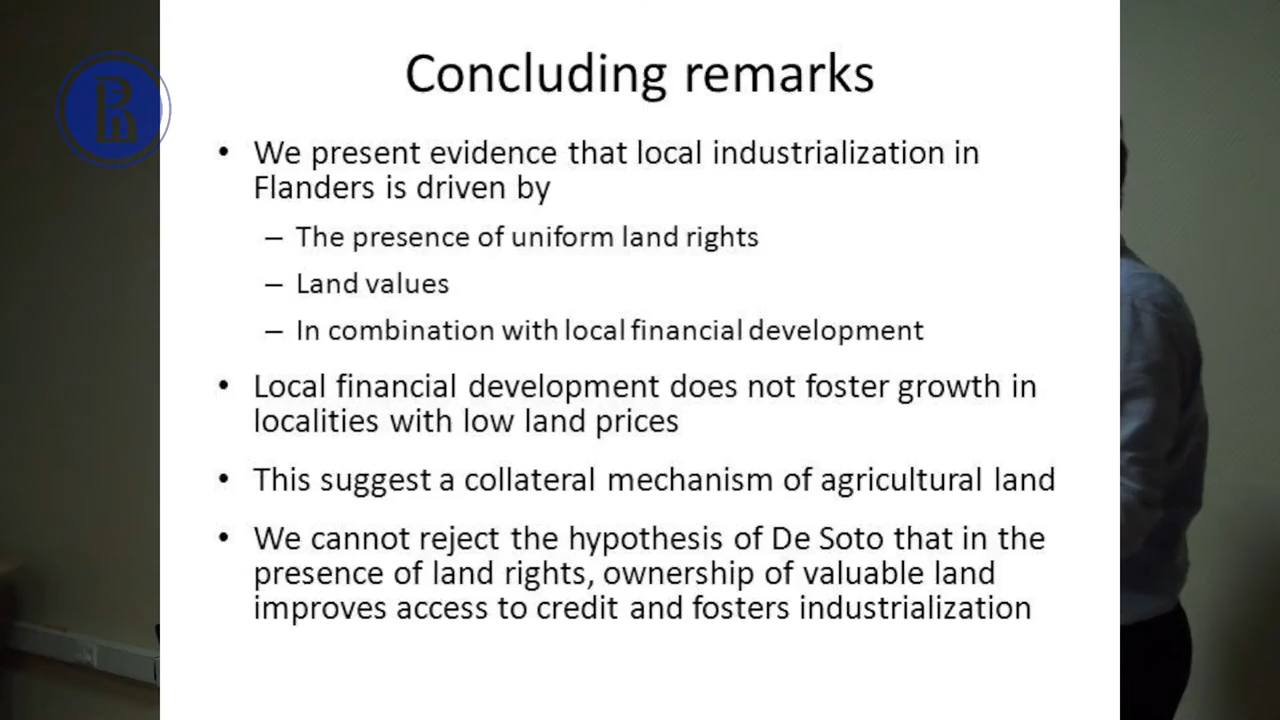 Concluding remarks
• We present evidence that local industrialization in
Flanders is driven by
– The presence of uniform land rights
– Land values
– In combination with local financial development
• Local financial development does not foster growth in
localities with low land prices
• This suggest a collateral mechanism of agricultural land
• We cannot reject the hypothesis of De Soto that in the
presence of land rights, ownership of valuable land
improves access to credit and fosters industrialization